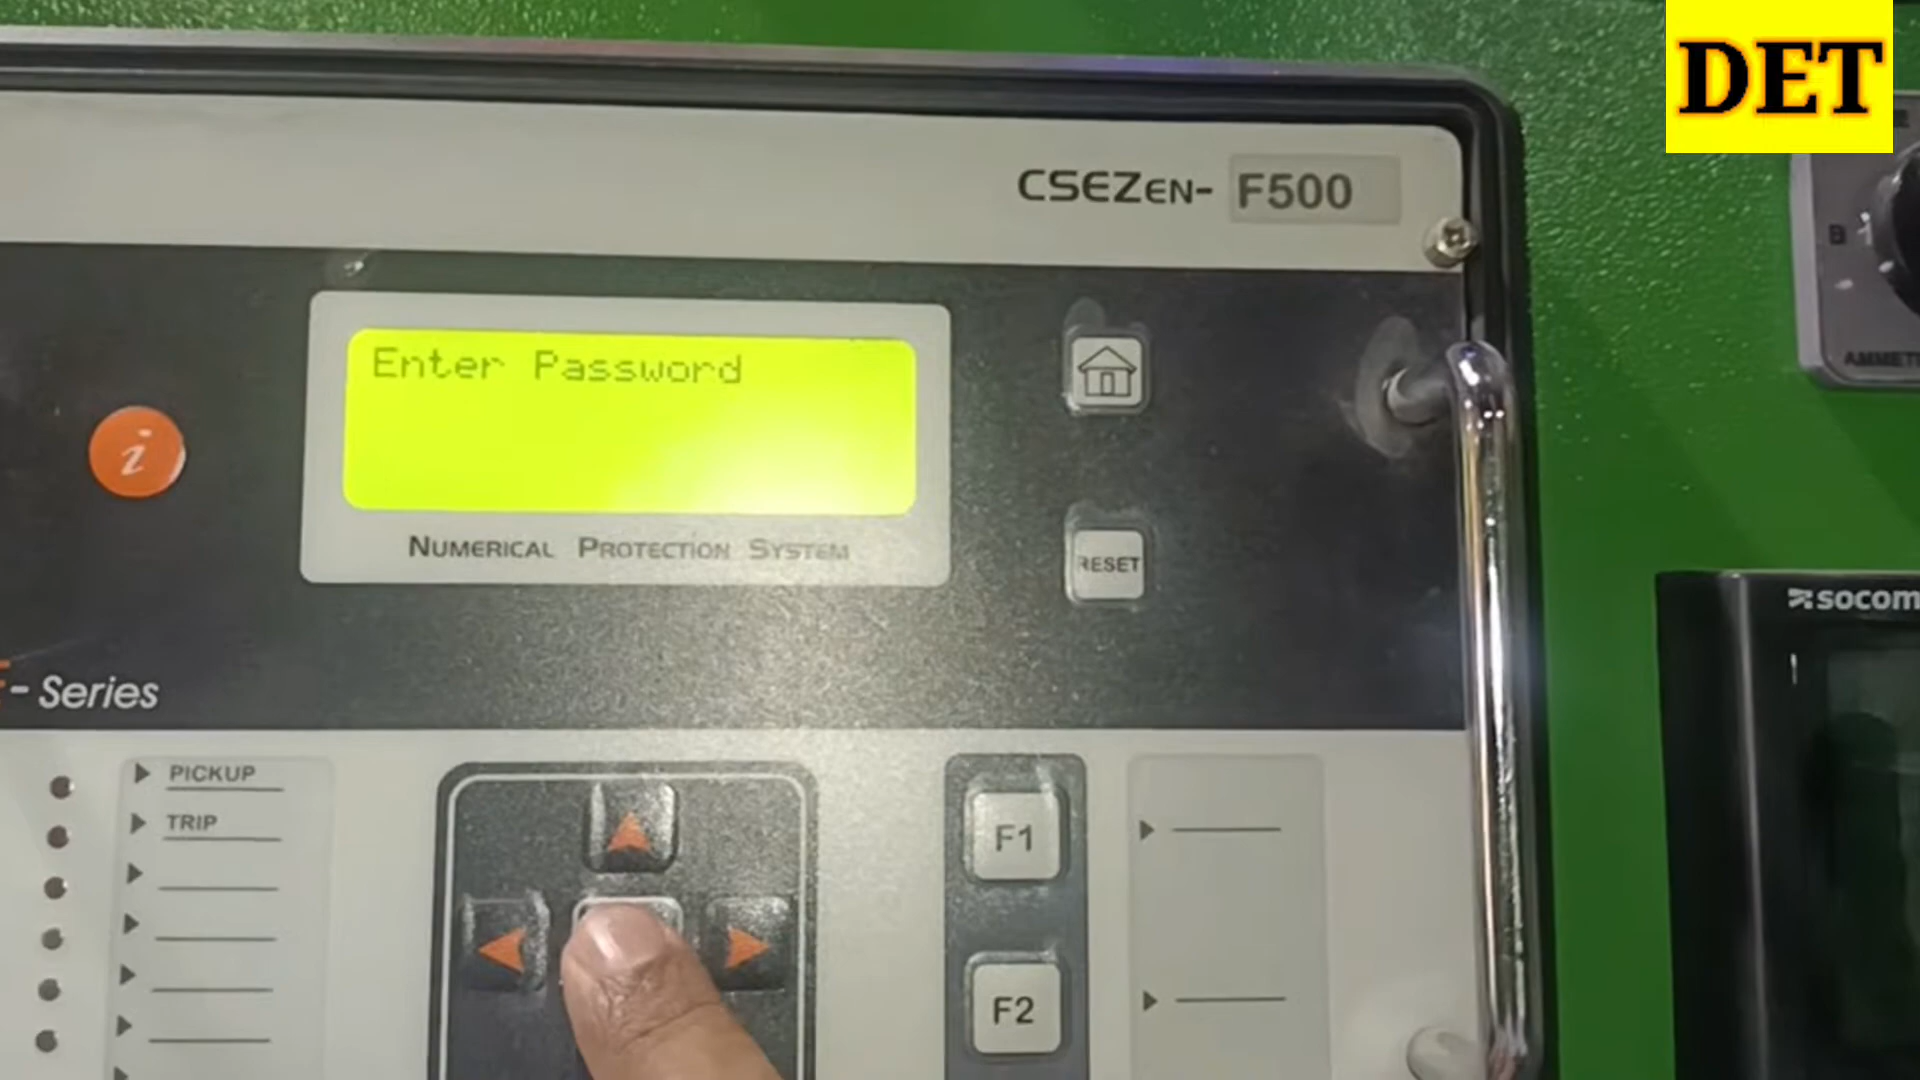 DET
CSEZEN- F500
B
Enter Password
i
NUMERICAL PROTECTION SYSTEM
RESET
socom
- Series
PICKUP
TRIP
F1
F2